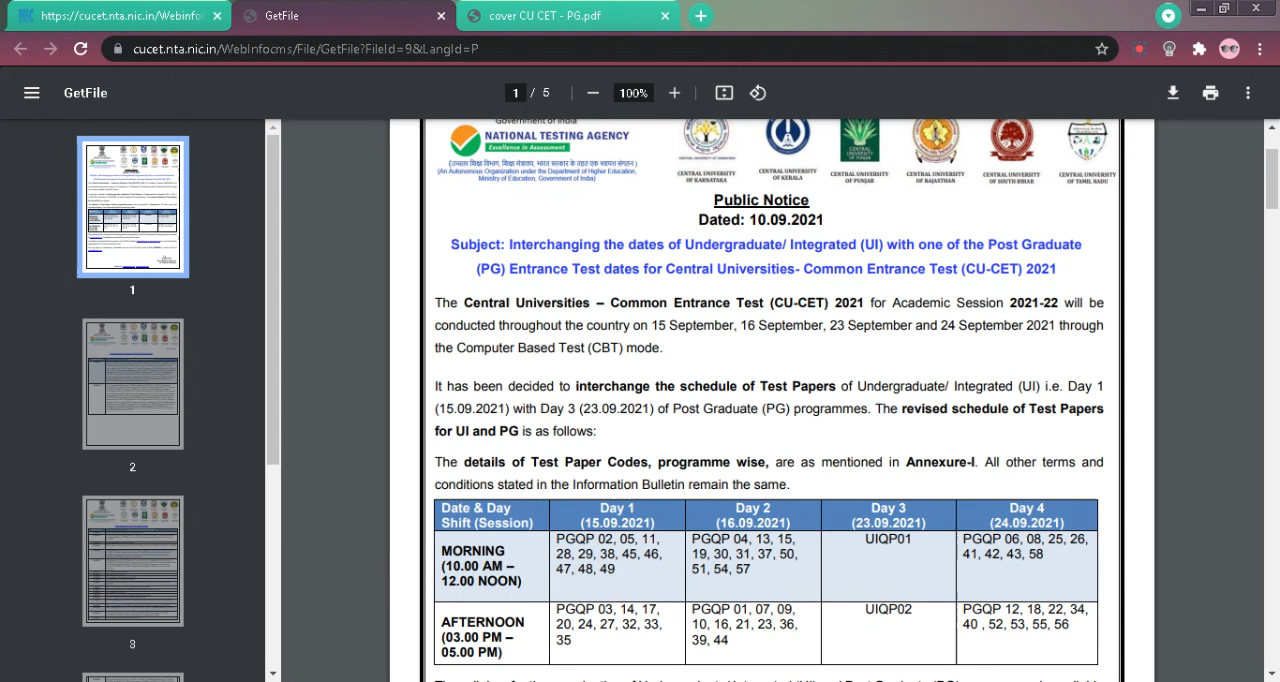 https://cucet.nta.nic.in/Webinfo
GetFile
cover CU CET - PG.pdf
cucet.nta.nic.in/WebInfocms/File/GetFile?FileId=9&LangId=P
GetFile
1 / 5
100%
Government of India
NATIONAL TESTING AGENCY
Excellence in Assessment
(उच्चतर शिक्षा विभाग, शिक्षा मंत्रालय, भारत सरकार के तहत एक स्वायत्त संगठन)
(An Autonomous Organization under the Department of Higher Education,
Ministry of Education, Government of India)
CENTRAL UNIVERSITY OF KARNATAKA
CENTRAL UNIVERSITY
OF KARNATAKA
CENTRAL UNIVERSITY
OF KERALA
CENTRAL UNIVERSITY
OF PUNJAB
CENTRAL UNIVERSITY
OF RAJASTHAN
CENTRAL UNIVERSITY
OF SOUTH BIHAR
CENTRAL UNIVERSITY
OF TAMIL NADU
Public Notice
Dated: 10.09.2021
Subject: Interchanging the dates of Undergraduate/ Integrated (UI) with one of the Post Graduate
(PG) Entrance Test dates for Central Universities- Common Entrance Test (CU-CET) 2021
The Central Universities – Common Entrance Test (CU-CET) 2021 for Academic Session 2021-22 will be
conducted throughout the country on 15 September, 16 September, 23 September and 24 September 2021 through
the Computer Based Test (CBT) mode.
It has been decided to interchange the schedule of Test Papers of Undergraduate/ Integrated (UI) i.e. Day 1
(15.09.2021) with Day 3 (23.09.2021) of Post Graduate (PG) programmes. The revised schedule of Test Papers
for UI and PG is as follows:
The details of Test Paper Codes, programme wise, are as mentioned in Annexure-I. All other terms and
conditions stated in the Information Bulletin remain the same.
Date & Day
Shift (Session)
Day 1
(15.09.2021)
Day 2
(16.09.2021)
Day 3
(23.09.2021)
Day 4
(24.09.2021)
MORNING
(10.00 AM –
12.00 NOON)
PGQP 02, 05, 11,
28, 29, 38, 45, 46,
47, 48, 49
PGQP 04, 13, 15,
19, 30, 31, 37, 50,
51, 54, 57
UIQP01
PGQP 06, 08, 25, 26,
41, 42, 43, 58
AFTERNOON
(03.00 PM –
05.00 PM)
PGQP 03, 14, 17,
20, 24, 27, 32, 33,
35
PGQP 01, 07, 09,
10, 16, 21, 23, 36,
39, 44
UIQP02
PGQP 12, 18, 22, 34,
40 , 52, 53, 55, 56
1
2
3